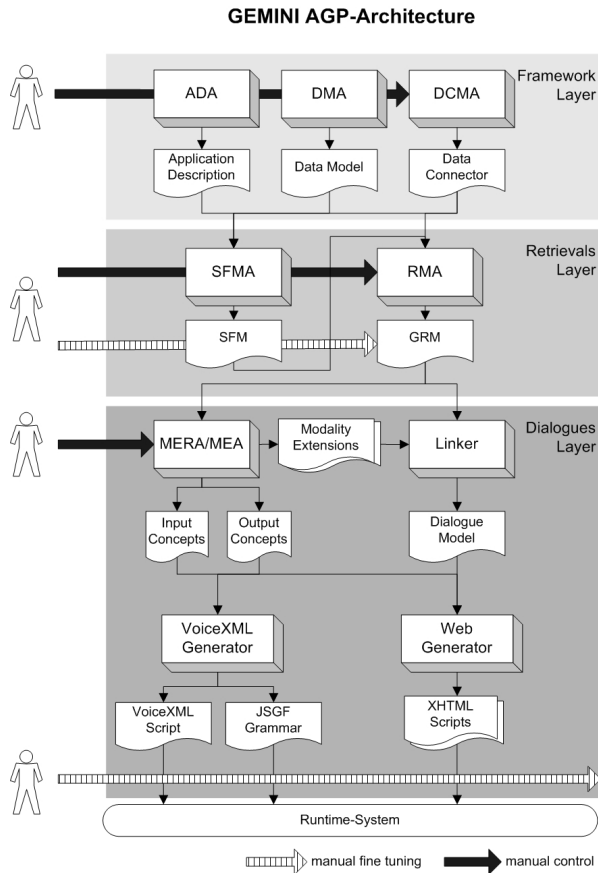 GEMINI AGP-Architecture
Framework
Layer
ADA
DMA
DCMA
Application
Description
Data Model
Data
Connector
Retrievals
Layer
SFMA
RMA
SFM
GRM
Dialogues
Layer
MERA/MEA
Modality
Extensions
Linker
Input
Concepts
Output
Concepts
Dialogue
Model
VoiceXML
Generator
Web
Generator
VoiceXML
Script
JSGF
Grammar
XHTML
Scripts
Runtime-System
manual fine tuning
manual control